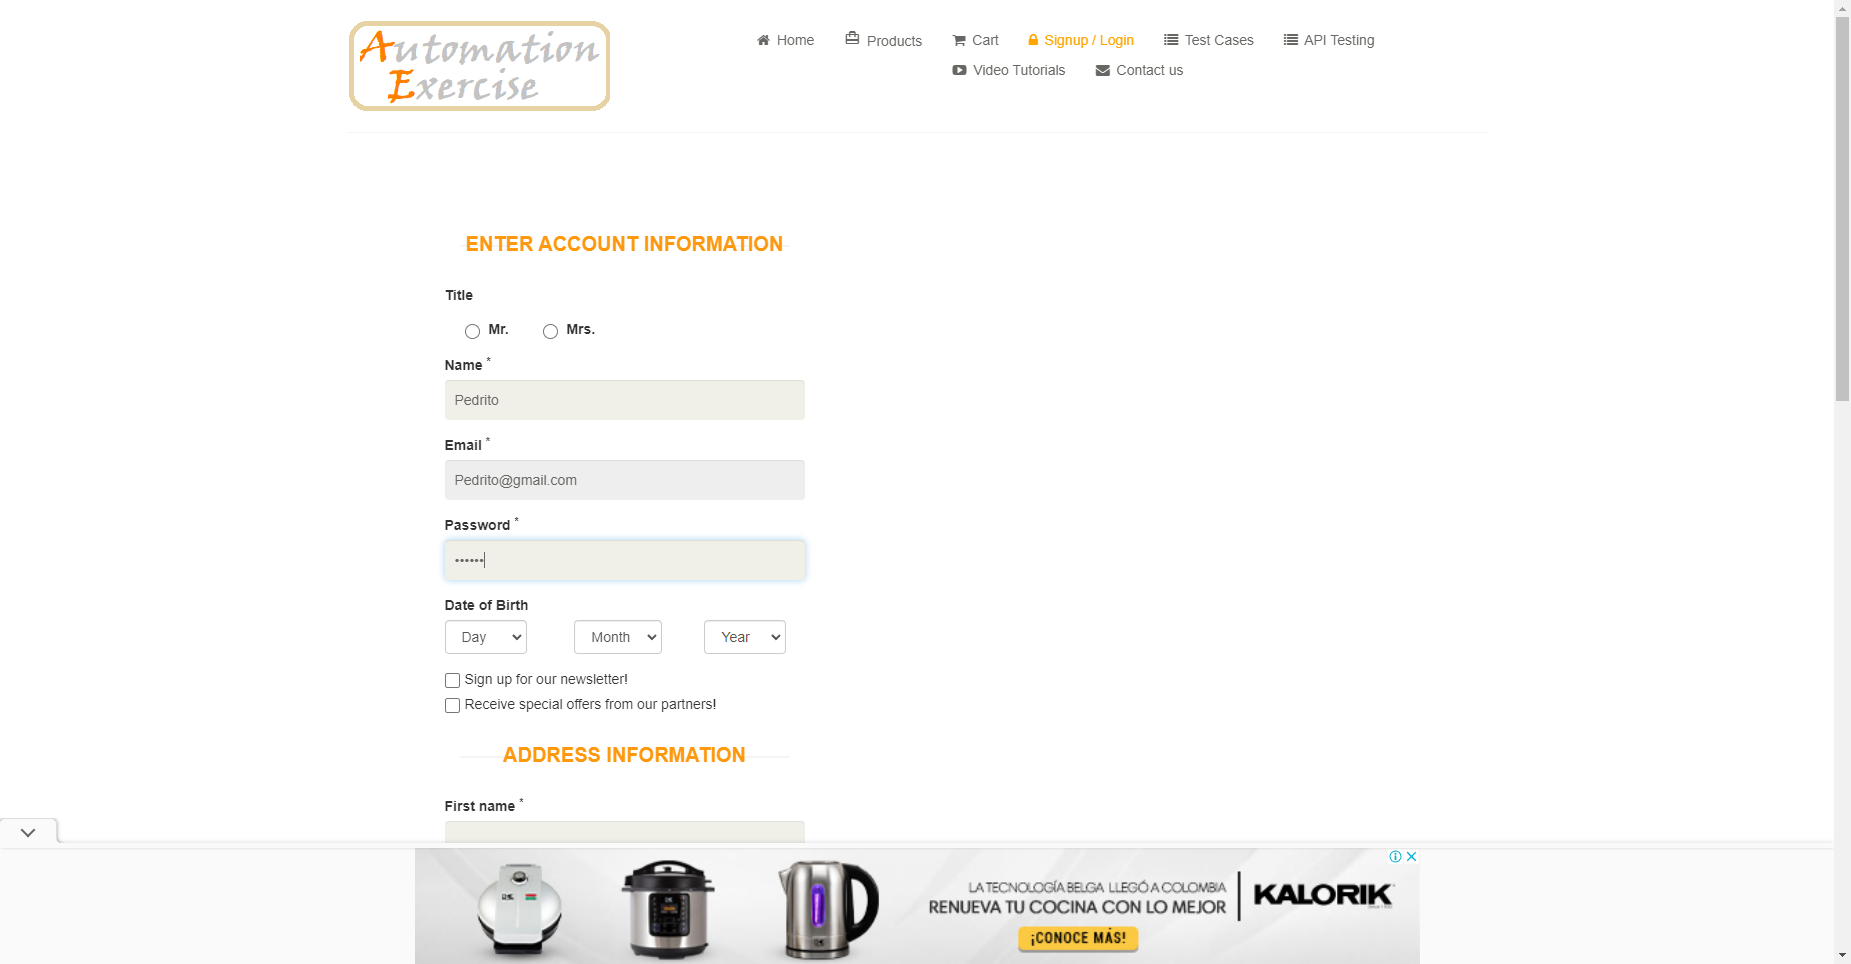 Automation
Exercise
Home
Products
Cart
Signup / Login
Test Cases
API Testing
Video Tutorials
Contact us
ENTER ACCOUNT INFORMATION
Title
Mr.
Mrs.
Name *
Pedrito
Email *
Pedrito@gmail.com
Password *
••••••
Date of Birth
Day
Month
Year
Sign up for our newsletter!
Receive special offers from our partners!
ADDRESS INFORMATION
First name *
LA TECNOLOGÍA BELGA LLEGÓ A COLOMBIA
RENUEVA TU COCINA CON LO MEJOR
¡CONOCE MÁS!
KALORIK